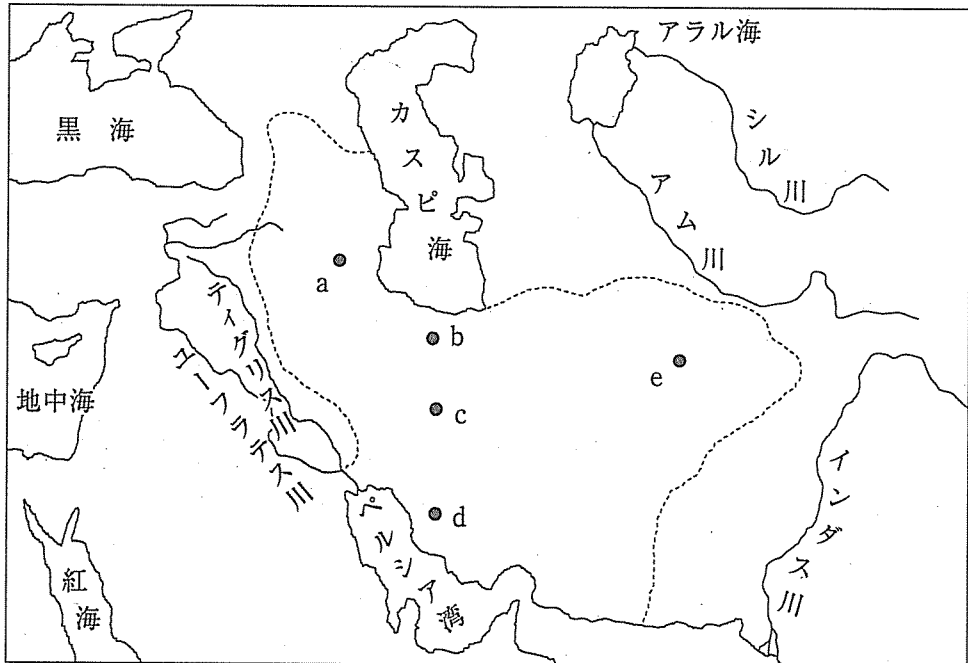 アラル海
黒海
カスピ海
シル川
アム川
a
ティグリス川
ユーフラテス川
b
e
地中海
c
インダス川
ペルシア湾
d
紅海